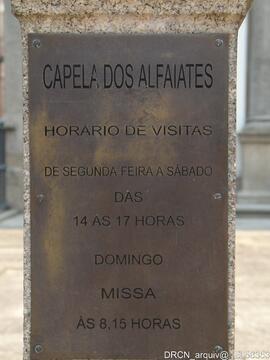 CAPELA DOS ALFAIATES
HORARIO DE VISITAS
DE SEGUNDA FEIRA A SÁBADO
DAS
14 AS 17 HORAS
DOMINGO
MISSA
ÀS 8,15 HORAS